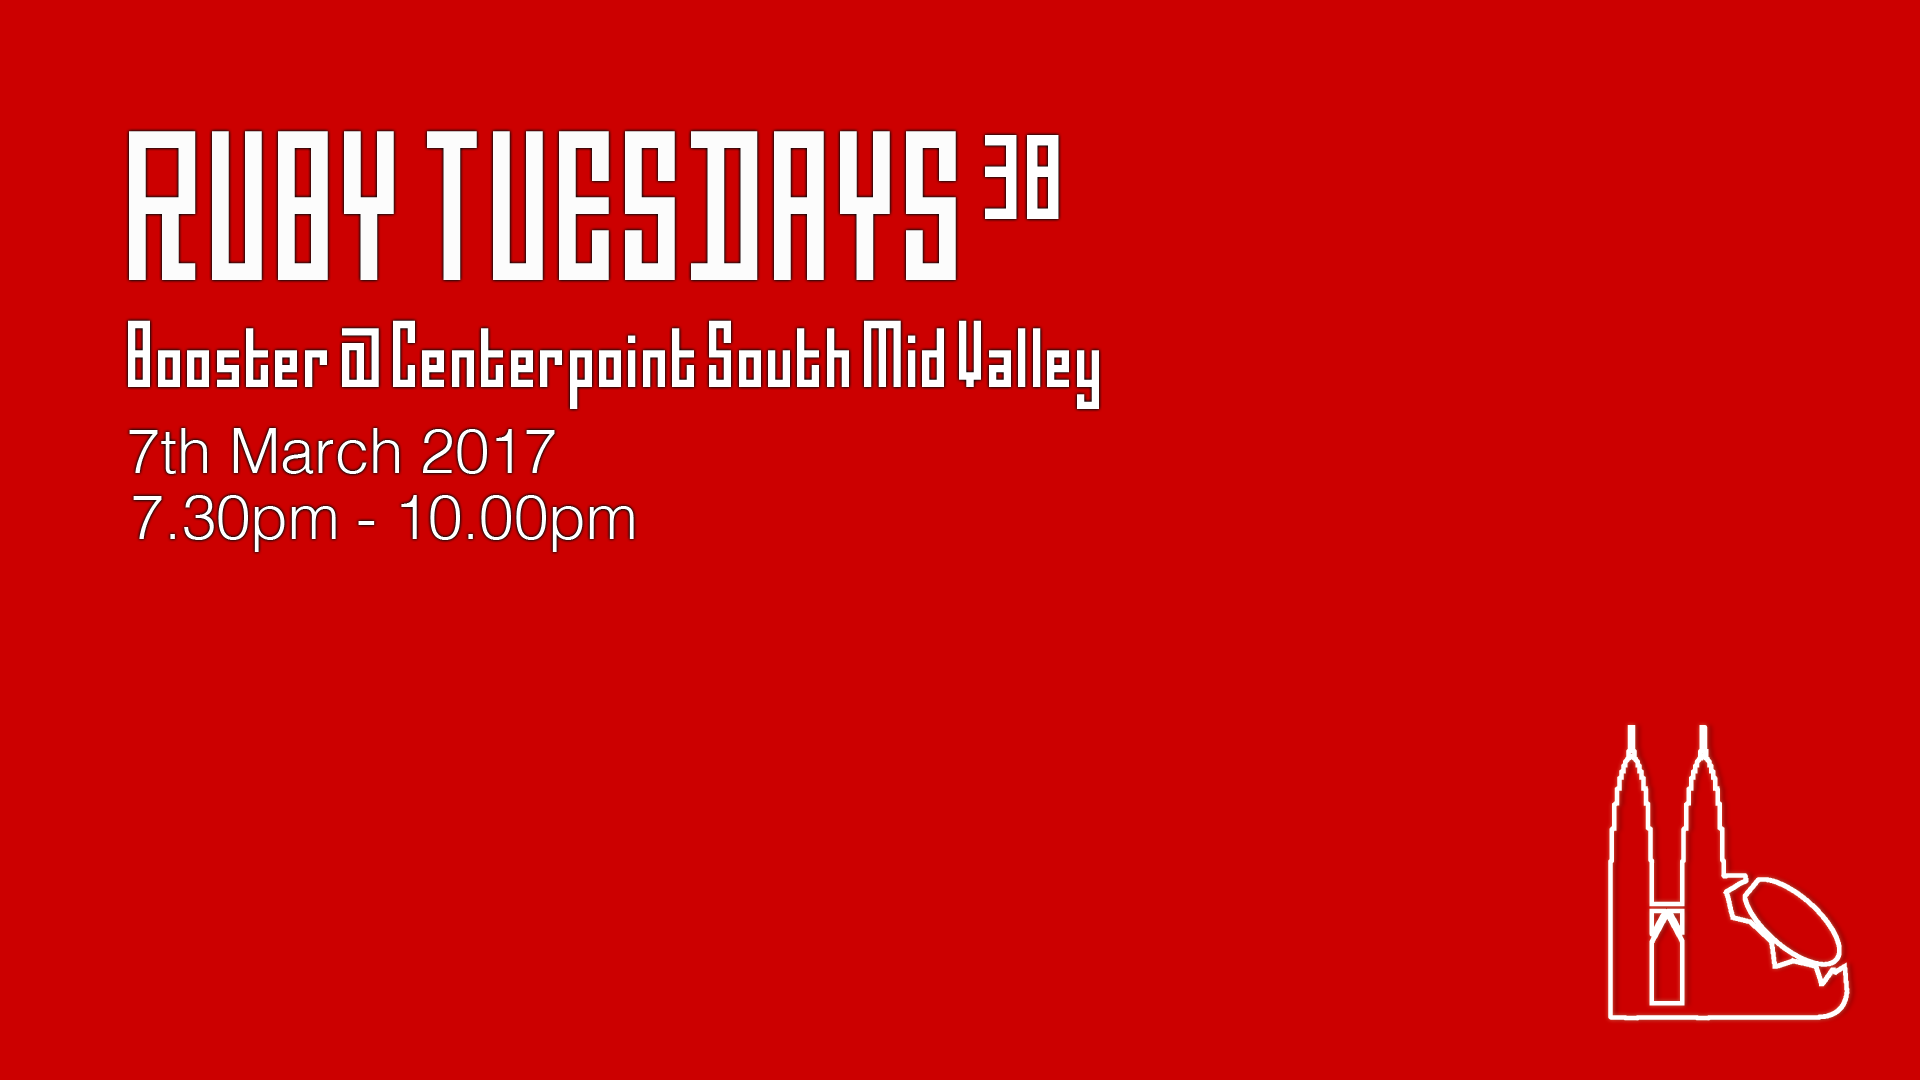 RUBY TUESDAYS 38
Booster @ Centerpoint South Mid Valley
7th March 2017
7.30pm - 10.00pm